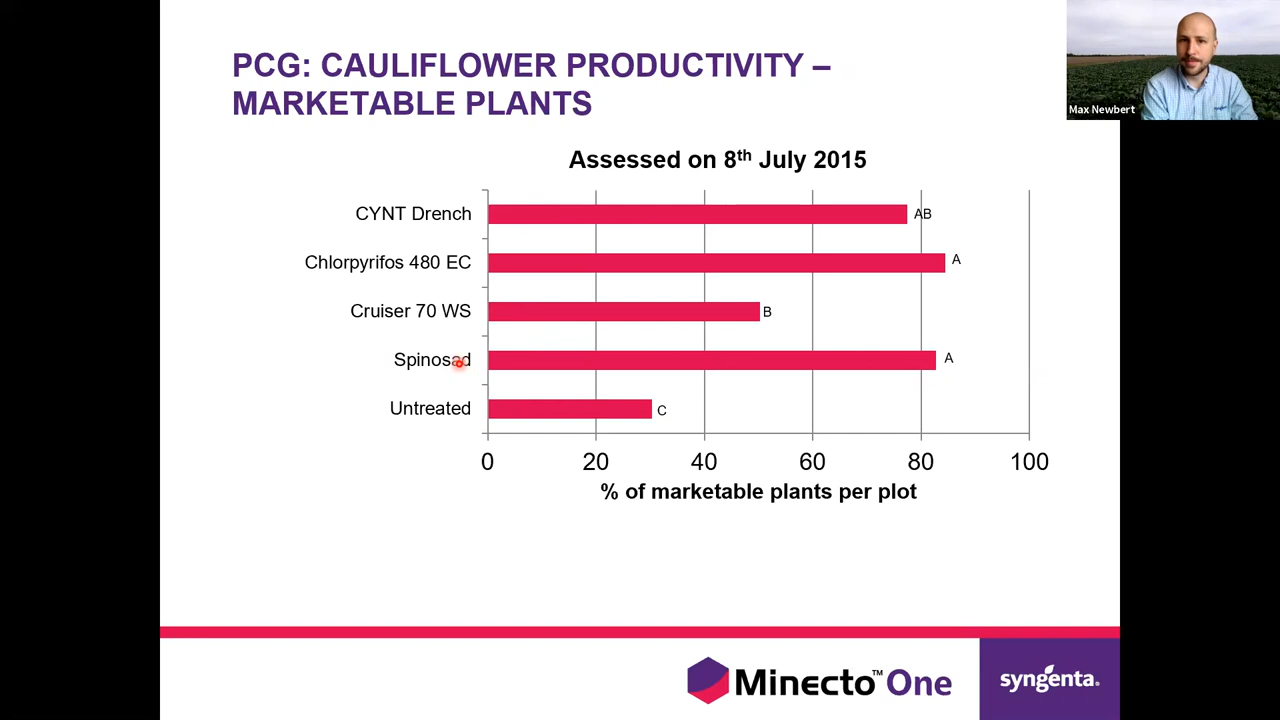 PCG: CAULIFLOWER PRODUCTIVITY –
MARKETABLE PLANTS
Max Newbert
Assessed on 8th July 2015
CYNT Drench AB
Chlorpyrifos 480 EC A
Cruiser 70 WS B
Spinosad A
Untreated C
0 20 40 60 80 100
% of marketable plants per plot
Minecto™ One
syngenta®